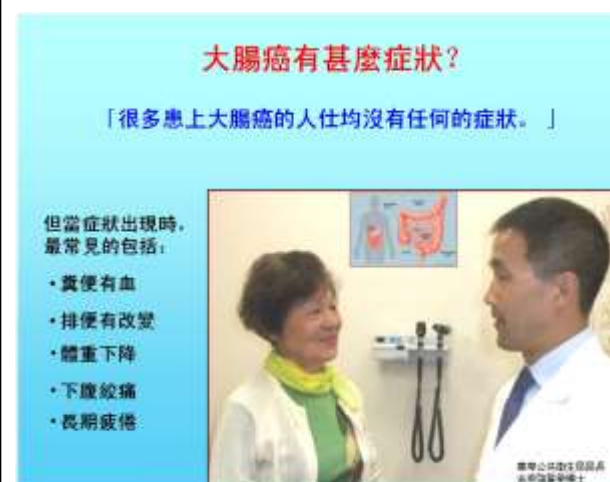 大腸癌有甚麼症狀？
「很多患上大腸癌的人仕均沒有任何的症狀。」
但當症狀出現時，
最常見的包括：
·糞便有血
·排便有改變
·體重下降
·下腹絞痛
·長期疲倦